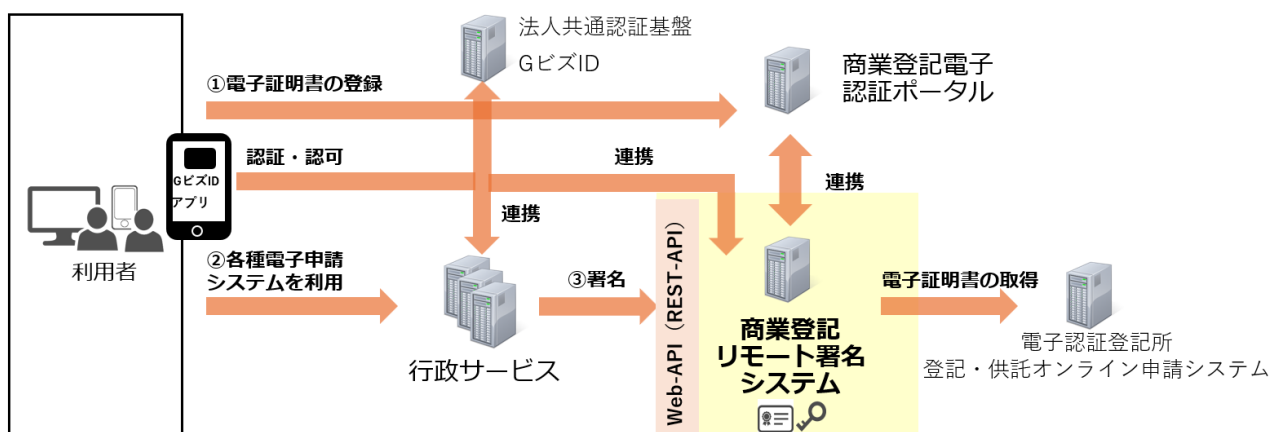 法人共通認証基盤
GビズID
商業登記電子
認証ポータル
①電子証明書の登録
GビズID
アプリ
認証・認可
連携
連携
連携
利用者
②各種電子申請
システムを利用
行政サービス
③署名
Web-API（REST-API）
商業登記
リモート署名
システム
電子証明書の取得
電子認証登記所
登記・供託オンライン申請システム